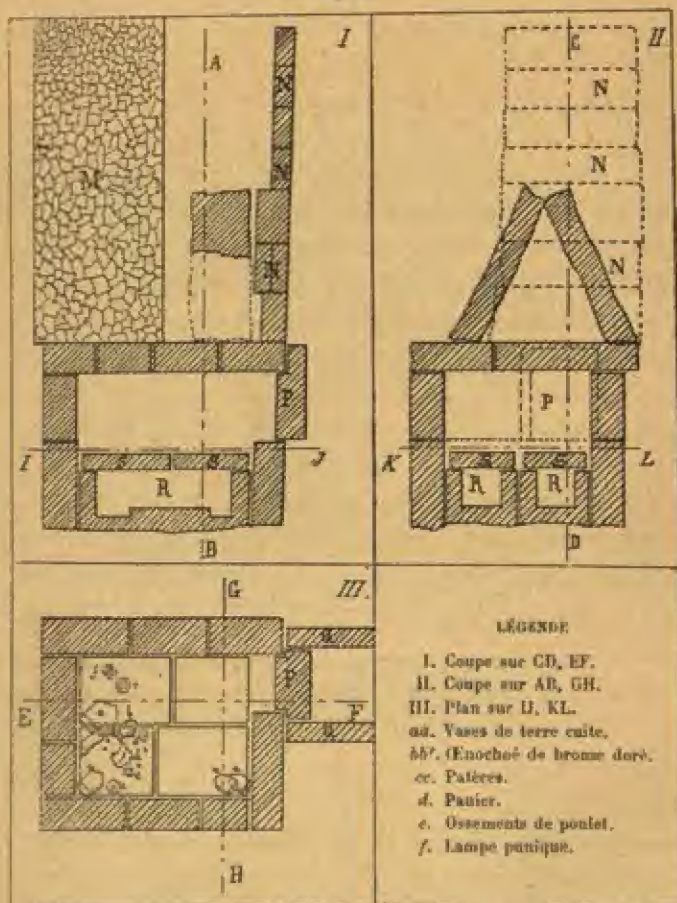 I
A
II
C
N
N
N
N
M
N
N
P
P
I
J
K
L
S
S
S
S
R
R
R
B
D
G
III.
G
P
E
F
G
H
LÉGENDE
I. Coupe sur CD, EF.
II. Coupe sur AB, GH.
III. Plan sur IJ, KL.
aa. Vases de terre cuite.
bb'. Œnochoé de bronze doré.
cc. Patères.
d. Panier.
e. Ossements de poulet.
f. Lampe punique.